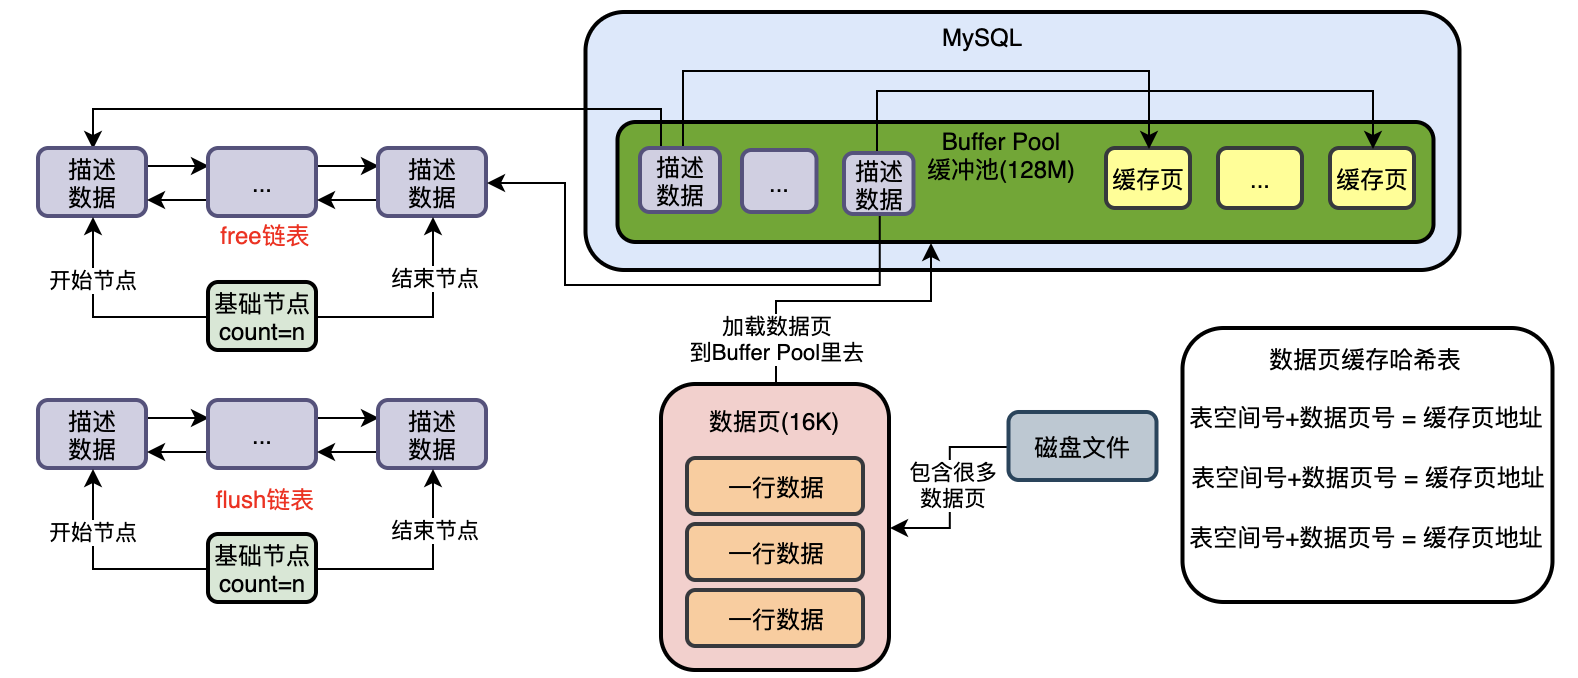 MySQL
Buffer Pool
缓冲池(128M)
描述
数据
...
描述
数据
缓存页
...
缓存页
描述
数据
...
描述
数据
free链表
开始节点
结束节点
基础节点
count=n
描述
数据
...
描述
数据
flush链表
开始节点
结束节点
基础节点
count=n
加载数据页
到Buffer Pool里去
数据页(16K)
一行数据
一行数据
一行数据
包含很多
数据页
磁盘文件
数据页缓存哈希表
表空间号+数据页号 = 缓存页地址
表空间号+数据页号 = 缓存页地址
表空间号+数据页号 = 缓存页地址